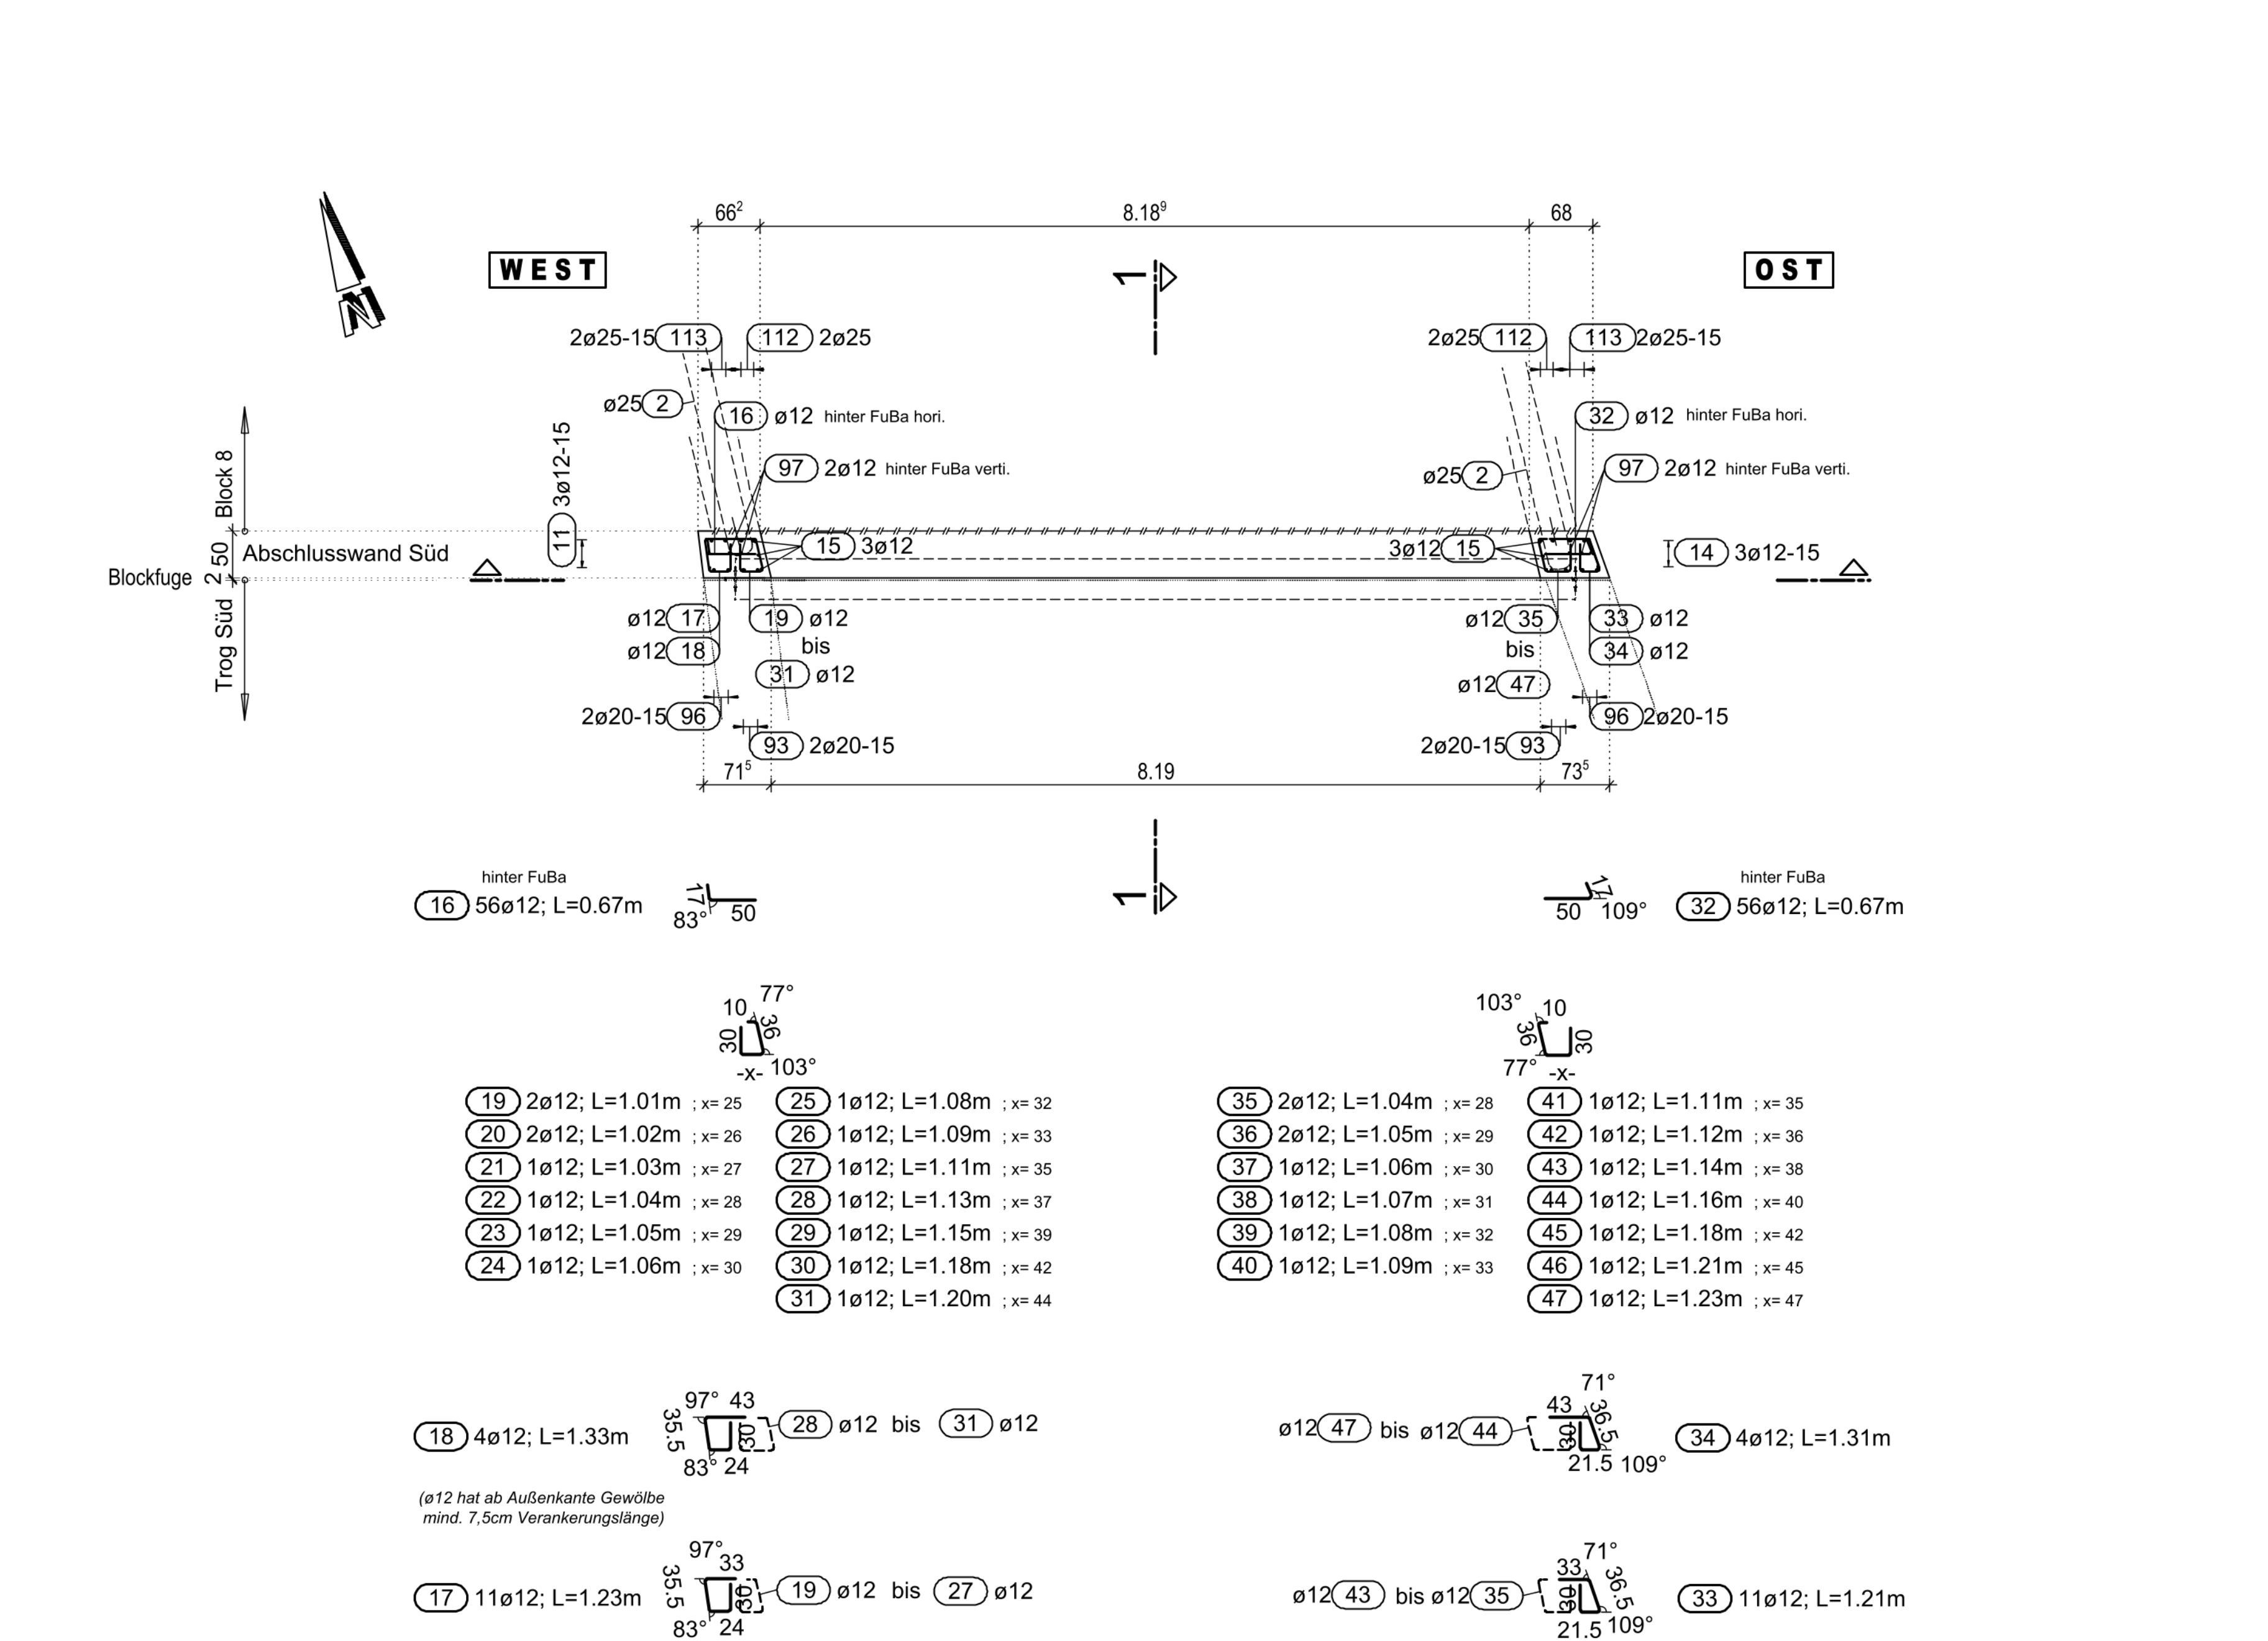 66² 8.18⁹ 68
WEST 1 OST
N
2ø25-15 113 112 2ø25 2ø25 112 113 2ø25-15
ø25 2
16 ø12 hinter FuBa hori. 32 ø12 hinter FuBa hori.
97 2ø12 hinter FuBa verti. ø25 2 97 2ø12 hinter FuBa verti.
Block 8
11 3ø12-15
Abschlusswand Süd 15 3ø12 3ø12 15 14 3ø12-15
50
Blockfuge 2
Trog Süd
ø12 17 19 ø12 ø12 35 33 ø12
ø12 18 bis bis 34 ø12
31 ø12 ø12 47
2ø20-15 96 96 2ø20-15
93 2ø20-15 2ø20-15 93
71⁵ 8.19 73⁵
hinter FuBa hinter FuBa
16 56ø12; L=0.67m 17 83° 50 1 50 17 109° 32 56ø12; L=0.67m
10 77° 30 36 103° -x- 103° 10 36 30 77° -x-
19 2ø12; L=1.01m ; x= 25 25 1ø12; L=1.08m ; x= 32 35 2ø12; L=1.04m ; x= 28 41 1ø12; L=1.11m ; x= 35
20 2ø12; L=1.02m ; x= 26 26 1ø12; L=1.09m ; x= 33 36 2ø12; L=1.05m ; x= 29 42 1ø12; L=1.12m ; x= 36
21 1ø12; L=1.03m ; x= 27 27 1ø12; L=1.11m ; x= 35 37 1ø12; L=1.06m ; x= 30 43 1ø12; L=1.14m ; x= 38
22 1ø12; L=1.04m ; x= 28 28 1ø12; L=1.13m ; x= 37 38 1ø12; L=1.07m ; x= 31 44 1ø12; L=1.16m ; x= 40
23 1ø12; L=1.05m ; x= 29 29 1ø12; L=1.15m ; x= 39 39 1ø12; L=1.08m ; x= 32 45 1ø12; L=1.18m ; x= 42
24 1ø12; L=1.06m ; x= 30 30 1ø12; L=1.18m ; x= 42 40 1ø12; L=1.09m ; x= 33 46 1ø12; L=1.21m ; x= 45
31 1ø12; L=1.20m ; x= 44 47 1ø12; L=1.23m ; x= 47
18 4ø12; L=1.33m 35.5 97° 43 30 83° 24 28 ø12 bis 31 ø12 ø12 47 bis ø12 44 43 71° 36.5 30 21.5 109° 34 4ø12; L=1.31m
(ø12 hat ab Außenkante Gewölbe
mind. 7,5cm Verankerungslänge)
17 11ø12; L=1.23m 35.5 97° 33 30 83° 24 19 ø12 bis 27 ø12 ø12 43 bis ø12 35 33 71° 36.5 30 21.5 109° 33 11ø12; L=1.21m